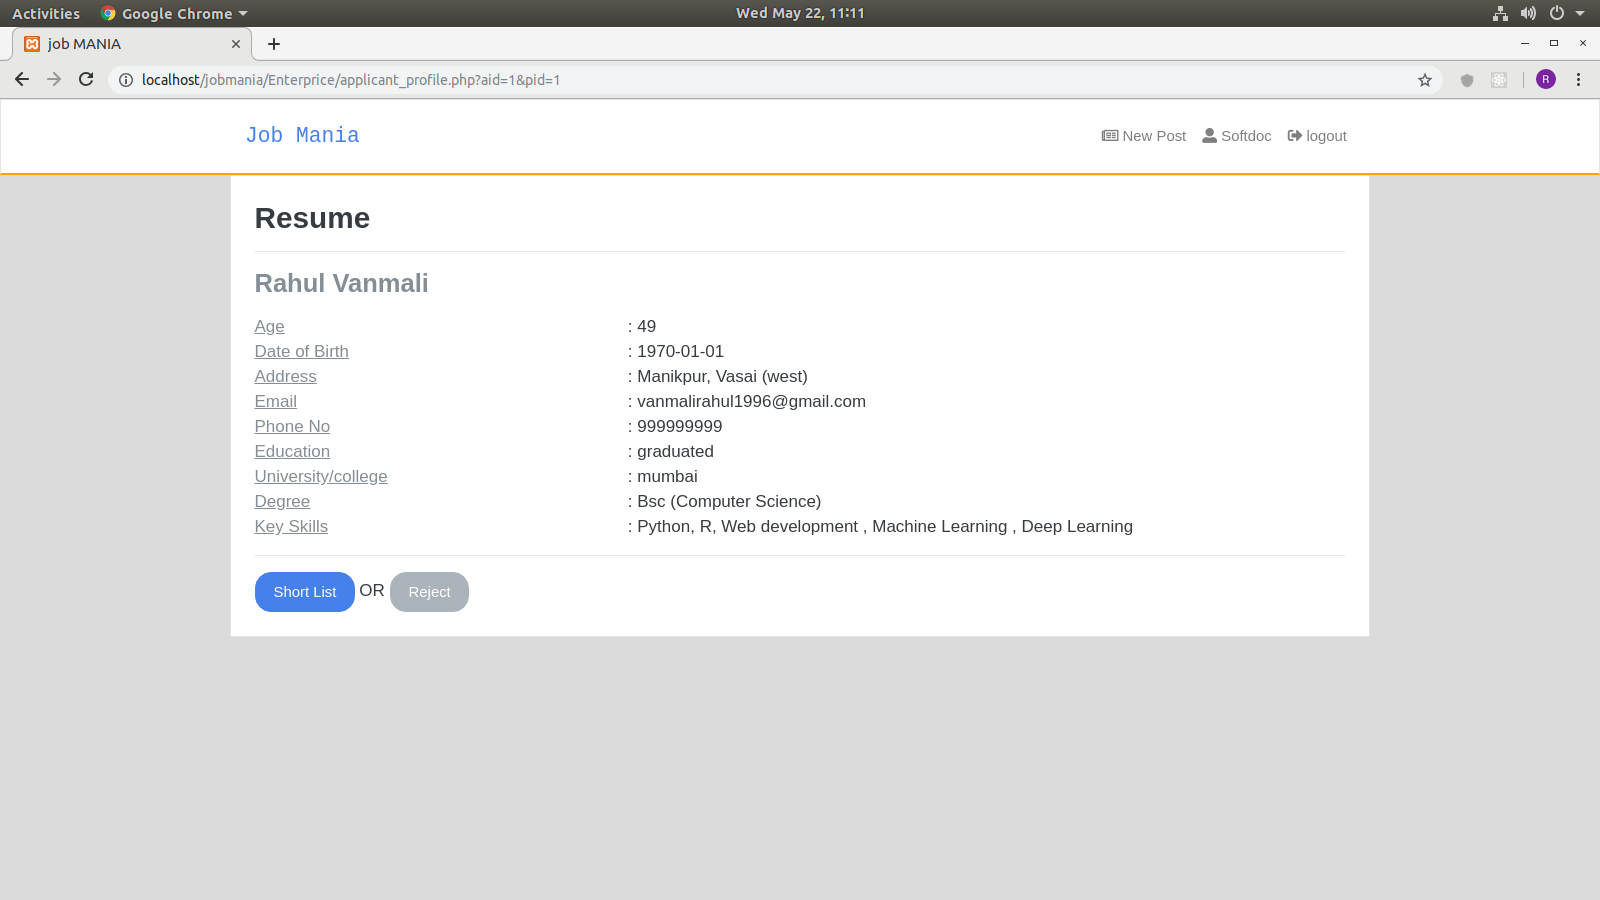 Activities Google Chrome Wed May 22, 11:11
job MANIA
localhost/jobmania/Enterprice/applicant_profile.php?aid=1&pid=1 R
Job Mania New Post Softdoc logout
Resume
Rahul Vanmali
Age : 49
Date of Birth : 1970-01-01
Address : Manikpur, Vasai (west)
Email : vanmalirahul1996@gmail.com
Phone No : 999999999
Education : graduated
University/college : mumbai
Degree : Bsc (Computer Science)
Key Skills : Python, R, Web development , Machine Learning , Deep Learning
Short List OR Reject